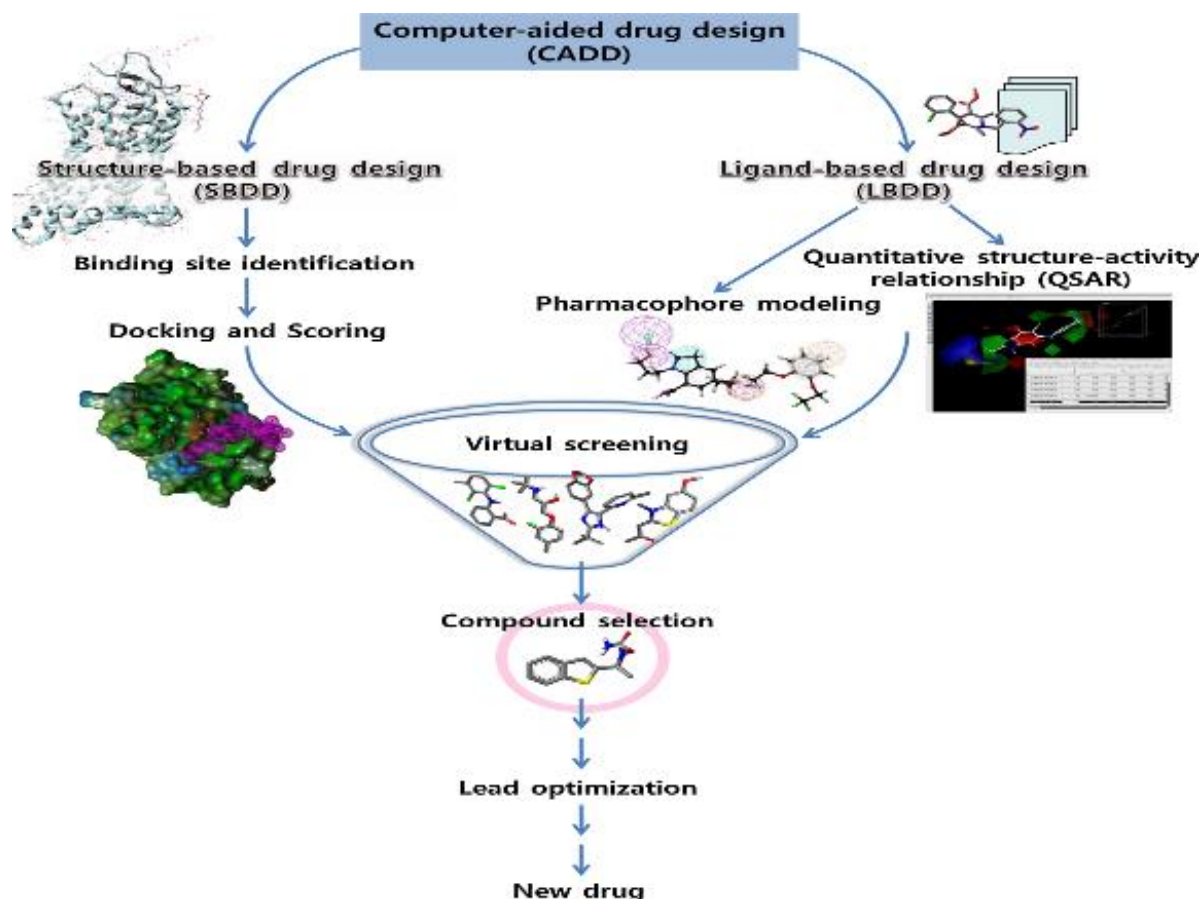 Computer-aided drug design
(CADD)
Structure-based drug design
(SBDD)
Ligand-based drug design
(LBDD)
Binding site identification
Quantitative structure-activity
relationship (QSAR)
Pharmacophore modeling
Docking and Scoring
Virtual screening
Compound selection
Lead optimization
New drug